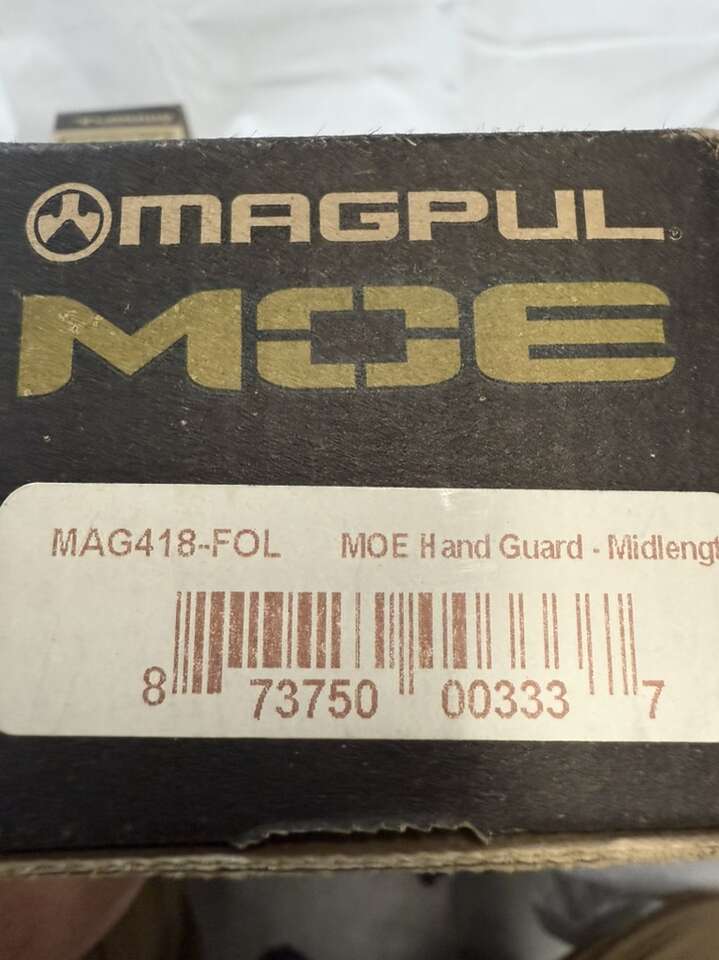 MAGPUL
MOE
MAG418-FOL MOE Hand Guard - Midlengt
8 73750 00333 7